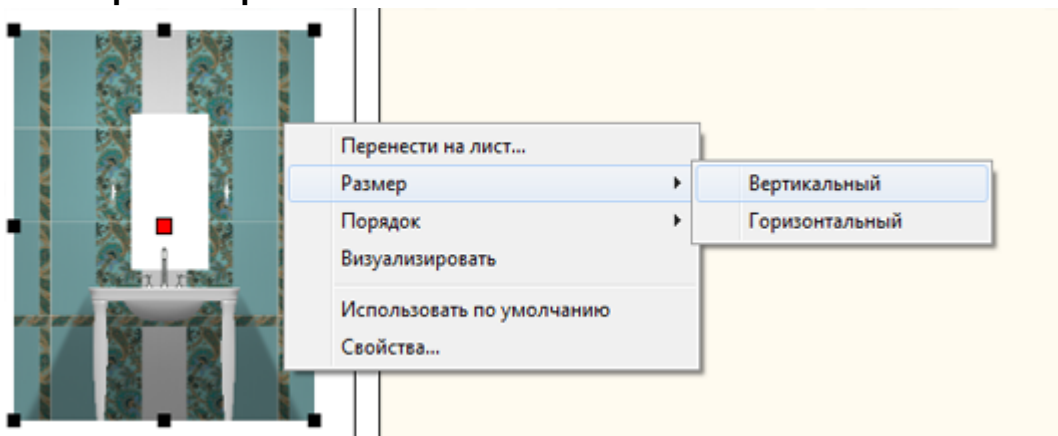 Перенести на лист...
Размер
Вертикальный
Порядок
Горизонтальный
Визуализировать
Использовать по умолчанию
Свойства...